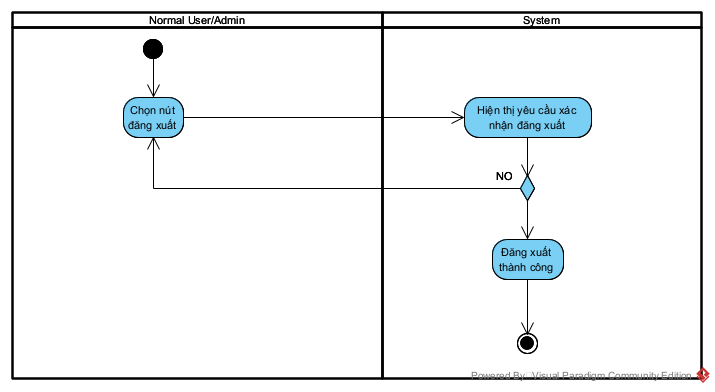 Normal User/Admin
System
Chọn nút
đăng xuất
Hiện thị yêu cầu xác
nhận đăng xuất
NO
Đăng xuất
thành công
Powered By: Visual Paradigm Community Edition